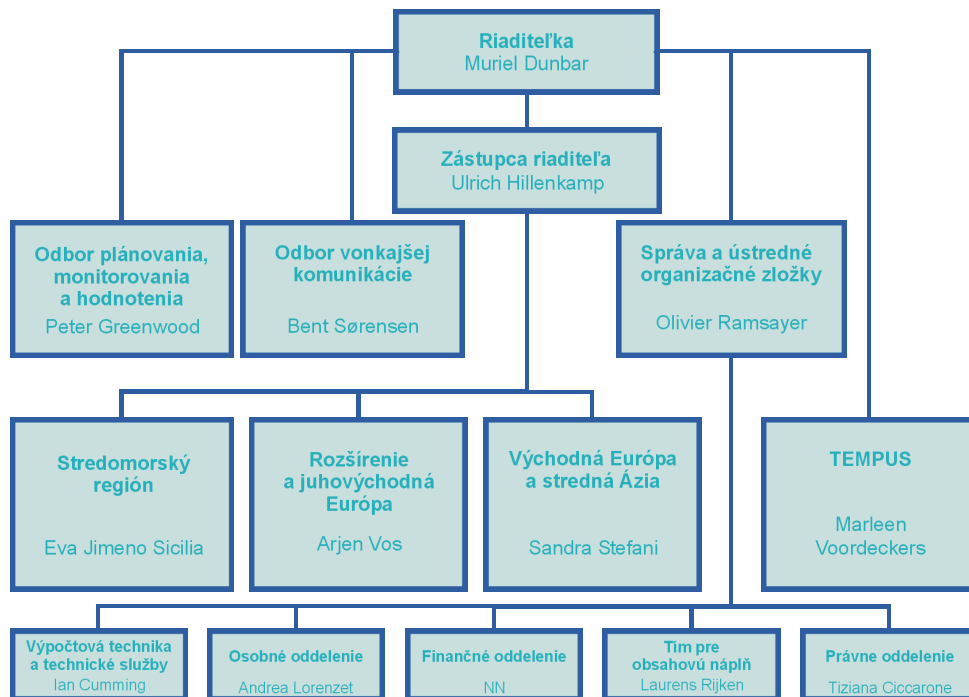 Riaditeľka
Muriel Dunbar
Zástupca riaditeľa
Ulrich Hillenkamp
Odbor plánovania,
monitorovania
a hodnotenia
Peter Greenwood
Odbor vonkajšej
komunikácie
Bent Sørensen
Správa a ústredné
organizačné zložky
Olivier Ramsayer
Stredomorský
región
Eva Jimeno Sicilia
Rozšírenie
a juhovýchodná
Európa
Arjen Vos
Východná Európa
a stredná Ázia
Sandra Stefani
TEMPUS
Marleen
Voordeckers
Výpočtová technika
a technické služby
Ian Cumming
Osobné oddelenie
Andrea Lorenzet
Finančné oddelenie
NN
Tím pre
obsahovú náplň
Laurens Rijken
Právne oddelenie
Tiziana Ciccarone